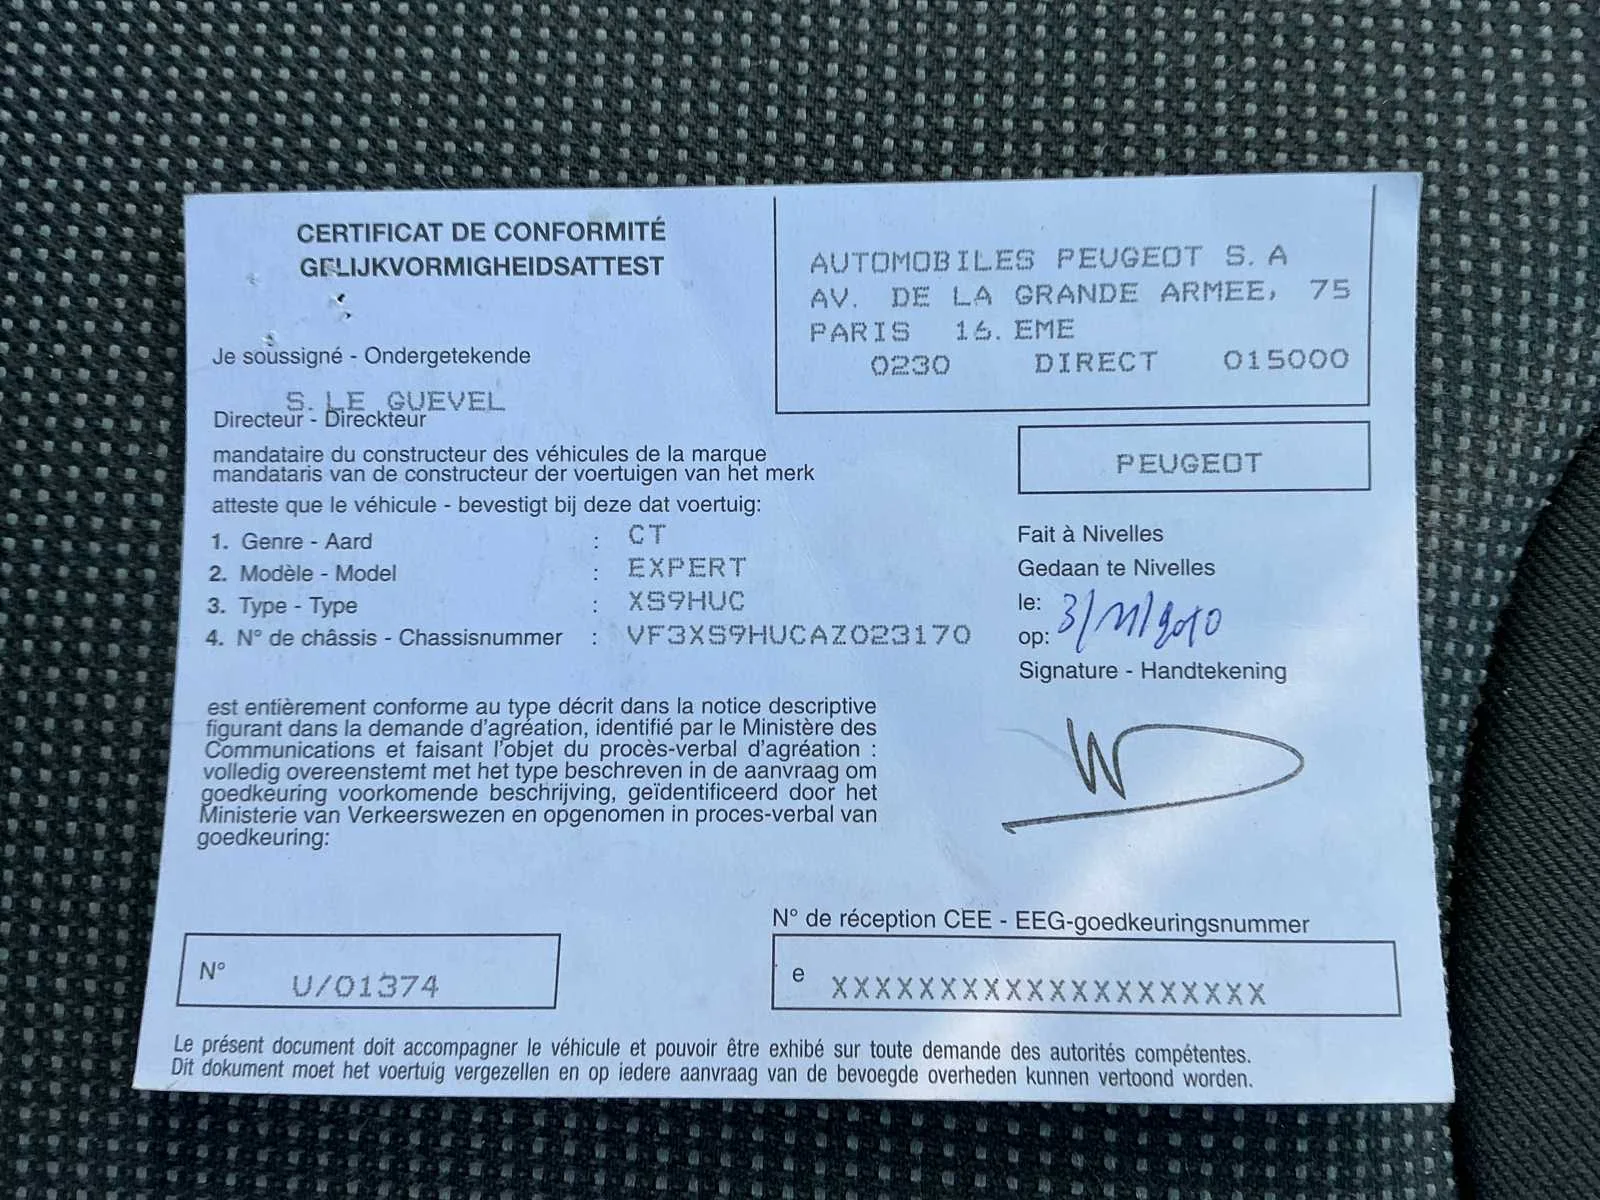 CERTIFICAT DE CONFORMITÉ
GELIJKVORMIGHEIDSATTEST
AUTOMOBILES PEUGEOT S.A
AV. DE LA GRANDE ARMEE, 75
PARIS 16. EME
0230 DIRECT 015000
Je soussigné - Ondergetekende
S. LE GUEVEL
Directeur - Direckteur
mandataire du constructeur des véhicules de la marque
mandataris van de constructeur der voertuigen van het merk
PEUGEOT
atteste que le véhicule - bevestigt bij deze dat voertuig:
1. Genre - Aard : CT
2. Modèle - Model : EXPERT
3. Type - Type : XS9HUC
4. N° de châssis - Chassisnummer : VF3XS9HUCAZ023170
Fait à Nivelles
Gedaan te Nivelles
le:
op: 3/11/2010
Signature - Handtekening
est entièrement conforme au type décrit dans la notice descriptive
figurant dans la demande d'agréation, identifié par le Ministère des
Communications et faisant l'objet du procès-verbal d'agréation :
volledig overeenstemt met het type beschreven in de aanvraag om
goedkeuring voorkomende beschrijving, geïdentificeerd door het
Ministerie van Verkeerswezen en opgenomen in proces-verbal van
goedkeuring:
N° U/01374
N° de réception CEE - EEG-goedkeuringsnummer
e XXXXXXXXXXXXXXXXXXXX
Le présent document doit accompagner le véhicule et pouvoir être exhibé sur toute demande des autorités compétentes.
Dit dokument moet het voertuig vergezellen en op iedere aanvraag van de bevoegde overheden kunnen vertoond worden.